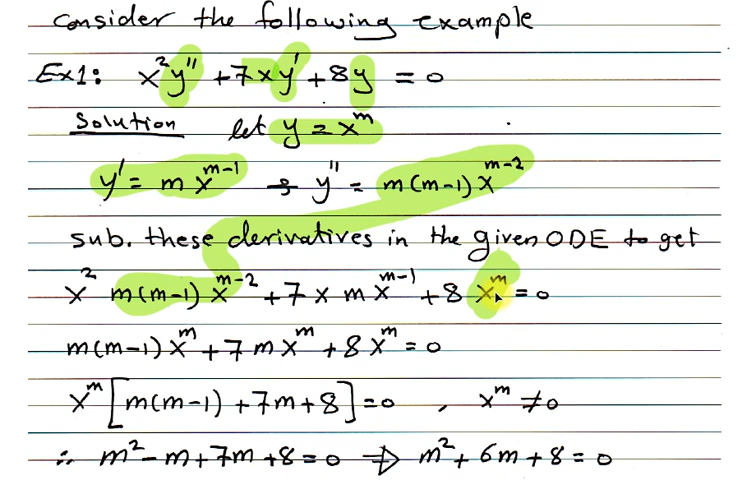 consider the following example
Ex1: x²y'' + 7xy' + 8y = 0
Solution let y = x^m
y' = m x^(m-1) → y'' = m(m-1) x^(m-2)
sub. these derivatives in the given ODE to get
x² m(m-1) x^(m-2) + 7 x m x^(m-1) + 8 x^m = 0
m(m-1) x^m + 7 m x^m + 8 x^m = 0
x^m [m(m-1) + 7m + 8] = 0 , x^m ≠ 0
∴ m² - m + 7m + 8 = 0 ⇒ m² + 6m + 8 = 0